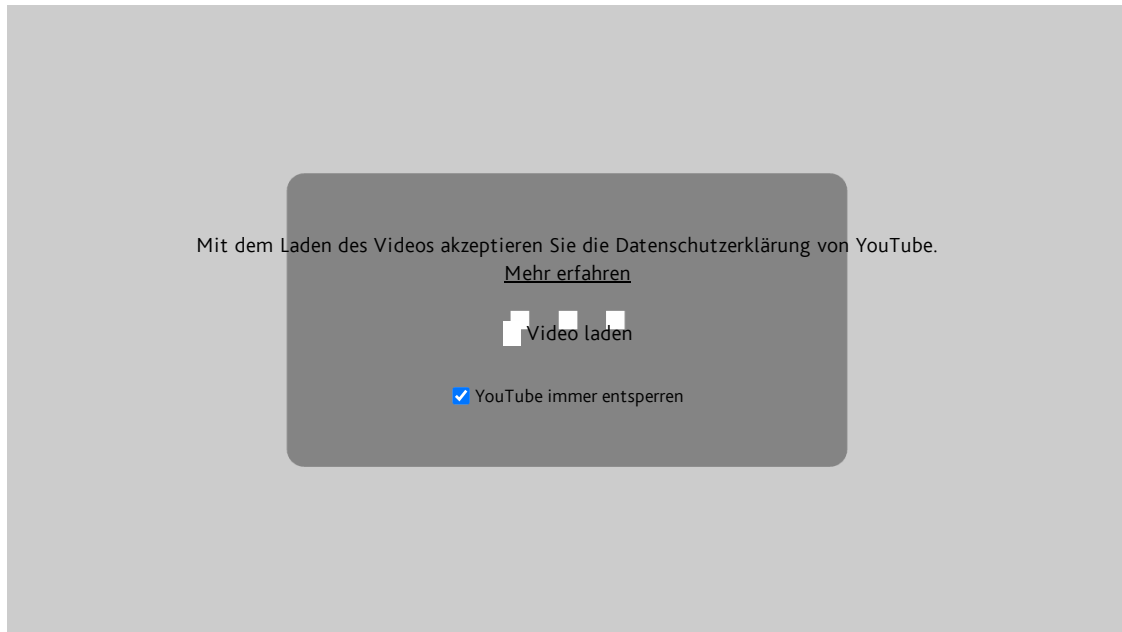 Mit dem Laden des Videos akzeptieren Sie die Datenschutzerklärung von YouTube.
Mehr erfahren
Video laden
YouTube immer entsperren